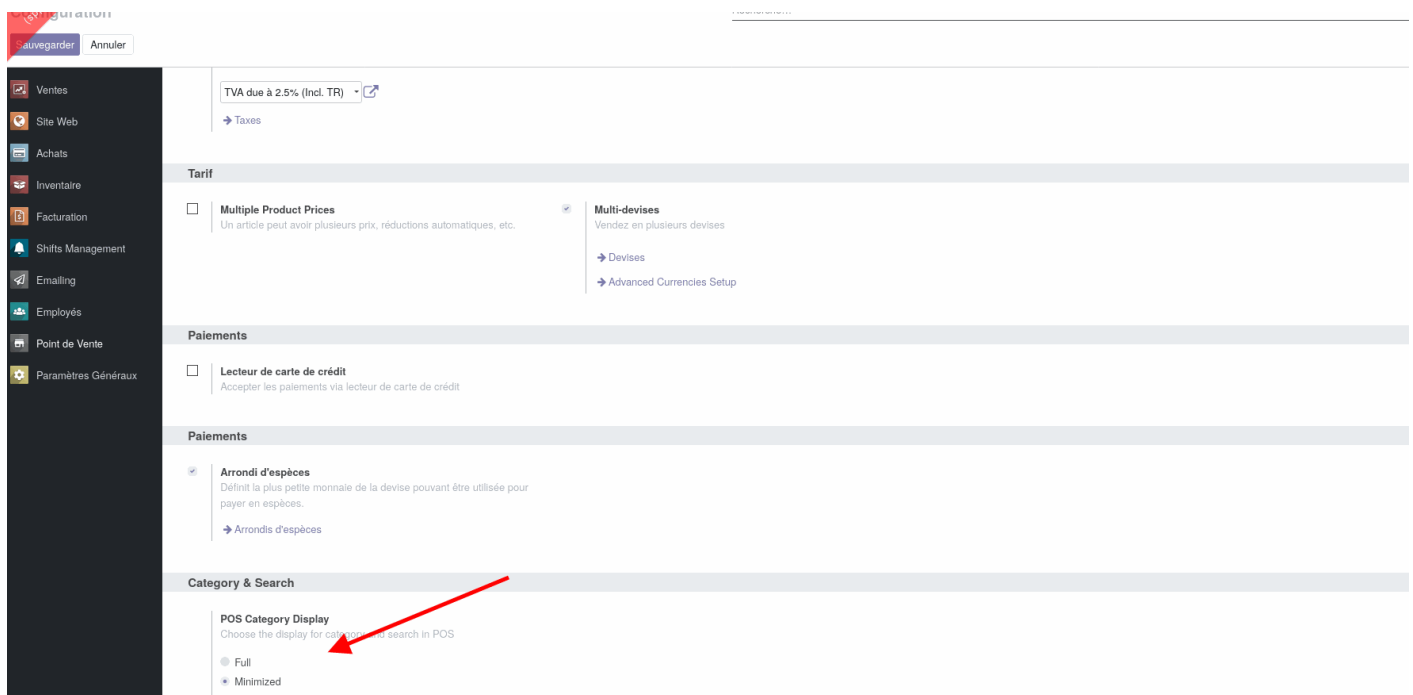 Configuration
Sauvegarder
Annuler
Ventes
Site Web
Achats
Inventaire
Facturation
Shifts Management
Emailing
Employés
Point de Vente
Paramètres Généraux
TVA due à 2.5% (Incl. TR)
Taxes
Tarif
Multiple Product Prices
Un article peut avoir plusieurs prix, réductions automatiques, etc.
Multi-devises
Vendez en plusieurs devises
Devises
Advanced Currencies Setup
Paiements
Lecteur de carte de crédit
Accepter les paiements via lecteur de carte de crédit
Paiements
Arrondi d'espèces
Définit la plus petite monnaie de la devise pouvant être utilisée pour
payer en espèces.
Arrondis d'espèces
Category & Search
POS Category Display
Choose the display for category and search in POS
Full
Minimized